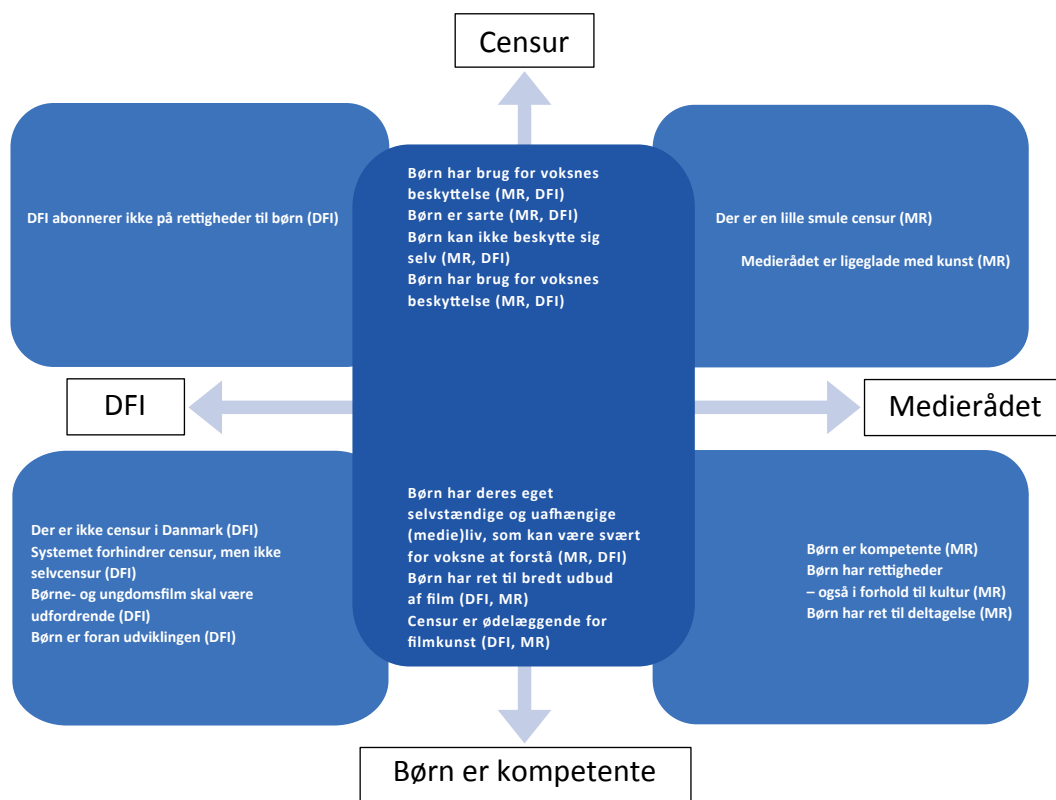 Censur
DFI abonnerer ikke på rettigheder til børn (DFI)
Børn har brug for voksnes
beskyttelse (MR, DFI)
Børn er sarte (MR, DFI)
Børn kan ikke beskytte sig
selv (MR, DFI)
Børn har brug for voksnes
beskyttelse (MR, DFI)
Der er en lille smule censur (MR)
Medierådet er ligeglade med kunst (MR)
DFI
Medierådet
Der er ikke censur i Danmark (DFI)
Systemet forhindrer censur, men ikke
selvcensur (DFI)
Børne- og ungdomsfilm skal være
udfordrende (DFI)
Børn er foran udviklingen (DFI)
Børn har deres eget
selvstændige og uafhængige
(medie)liv, som kan være svært
for voksne at forstå (MR, DFI)
Børn har ret til bredt udbud
af film (DFI, MR)
Censur er ødelæggende for
filmkunst (DFI, MR)
Børn er kompetente (MR)
Børn har rettigheder
– også i forhold til kultur (MR)
Børn har ret til deltagelse (MR)
Børn er kompetente